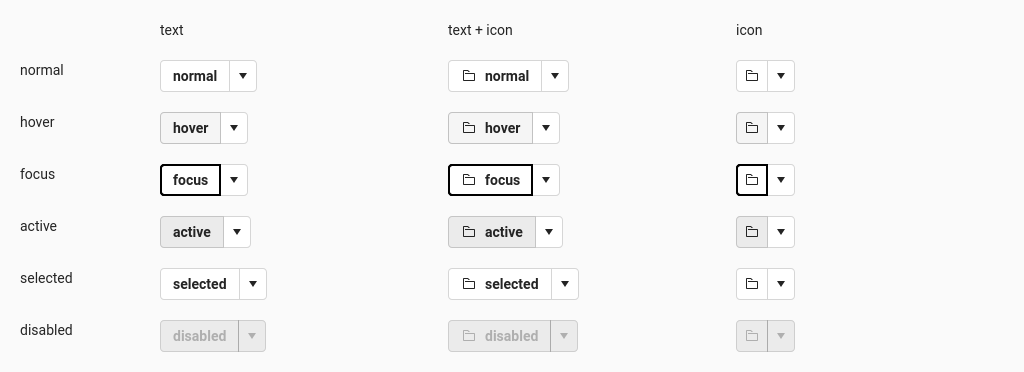 text text + icon icon
normal normal normal
hover hover hover
focus focus focus
active active active
selected selected selected
disabled disabled disabled